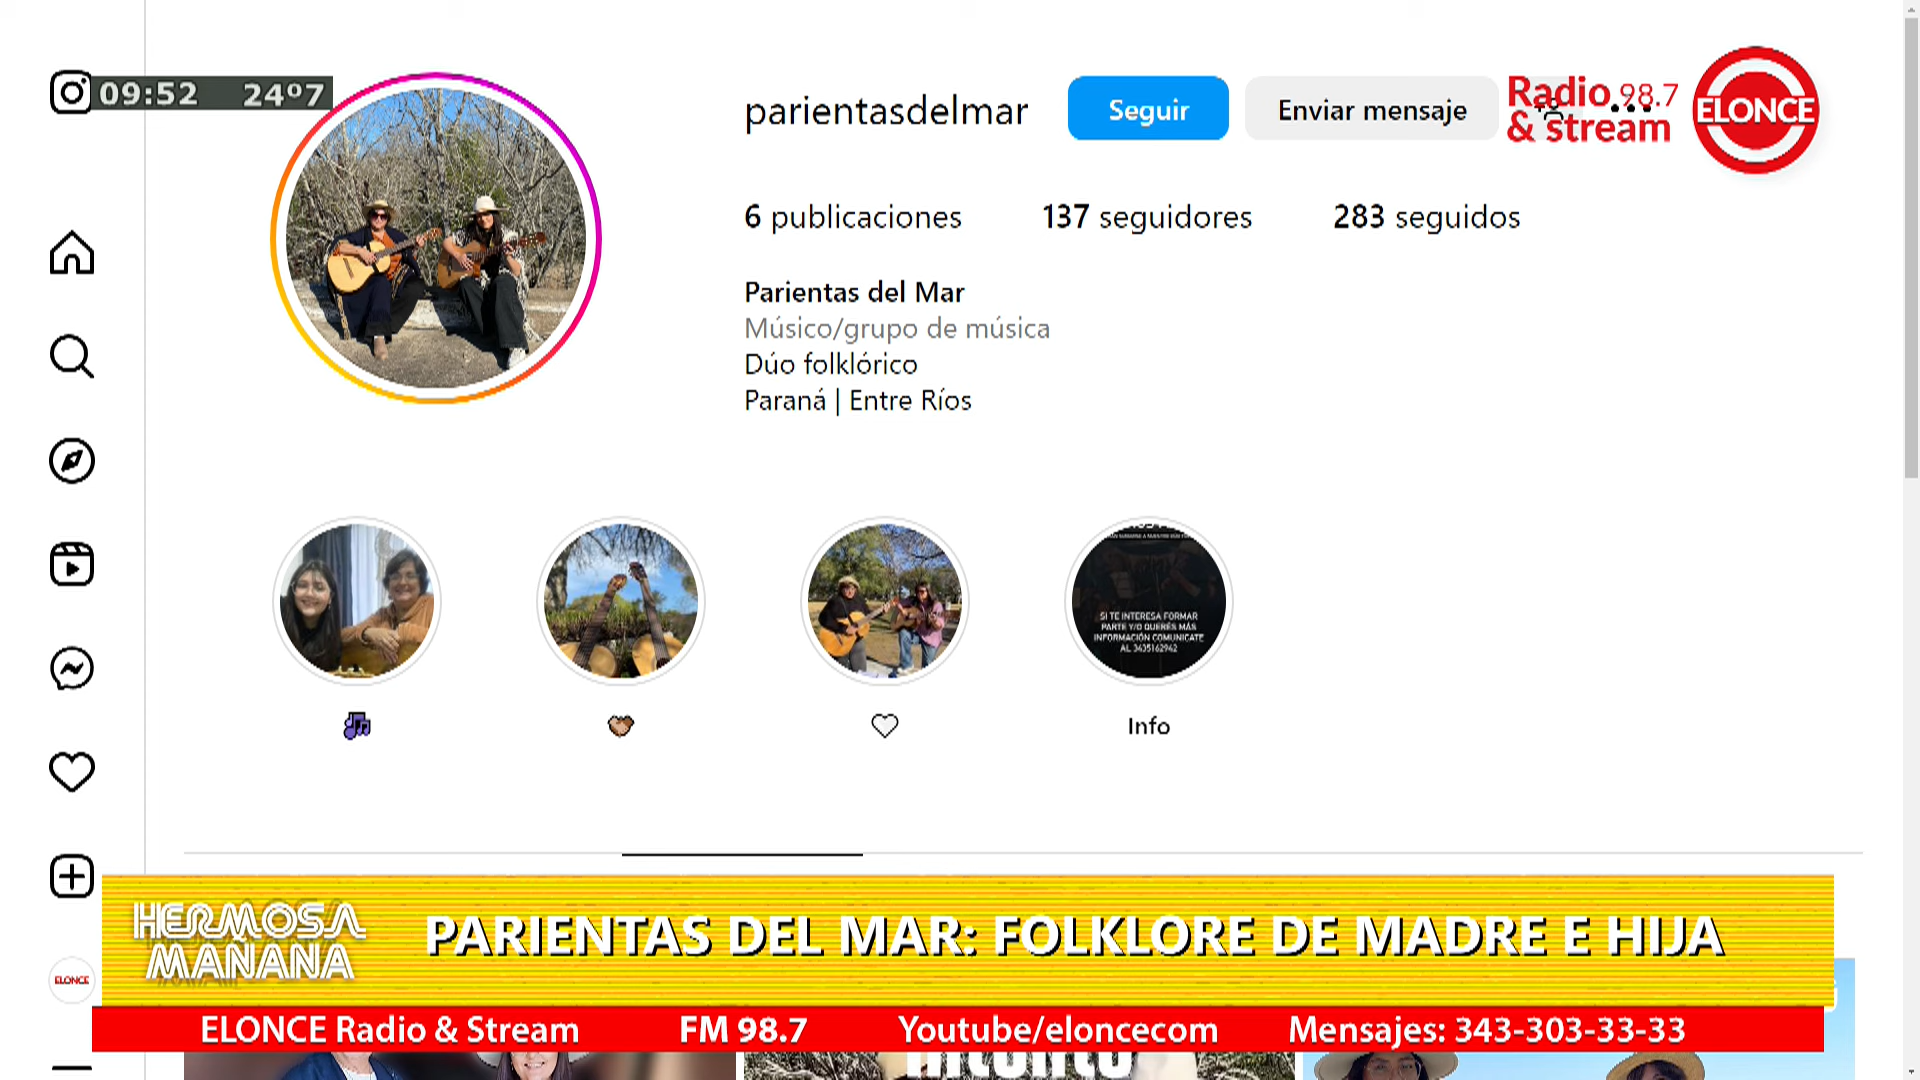 09:52 24º7
parientasdelmar
Seguir
Enviar mensaje
Radio 98.7
& stream
ELONCE
6 publicaciones
137 seguidores
283 seguidos
Parientas del Mar
Músico/grupo de música
Dúo folklórico
Paraná | Entre Ríos
SI TE INTERESA FORMAR
PARTE Y/O QUERÉS MÁS
INFORMACIÓN COMUNICATE
AL 3435162942
Info
HERMOSA
MAÑANA
PARIENTAS DEL MAR: FOLKLORE DE MADRE E HIJA
ELONCE
ELONCE Radio & Stream
FM 98.7
Youtube/eloncecom
Mensajes: 343-303-33-33